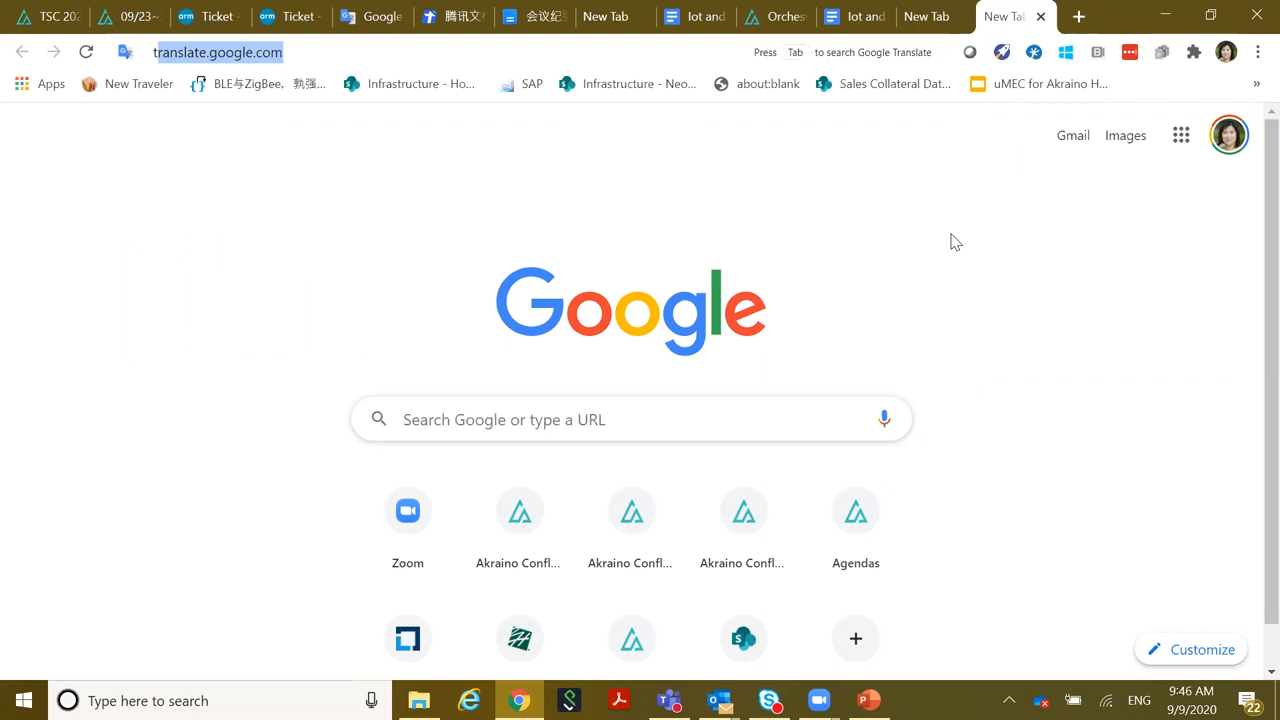 TSC 202
09/23-
Ticket -
Ticket -
Google
腾讯文
会议纪
New Tab
Iot and
Orches
Iot and
New Tab
New Tab
translate.google.com
Press Tab to search Google Translate
Apps
New Traveler
BLE与ZigBee，孰强...
Infrastructure - Ho...
SAP
Infrastructure - Neo...
about:blank
Sales Collateral Dat...
uMEC for Akraino H...
»
Gmail
Images
Google
Search Google or type a URL
Zoom
Akraino Confl...
Akraino Confl...
Akraino Confl...
Agendas
Customize
Type here to search
ENG
9:46 AM
9/9/2020
22